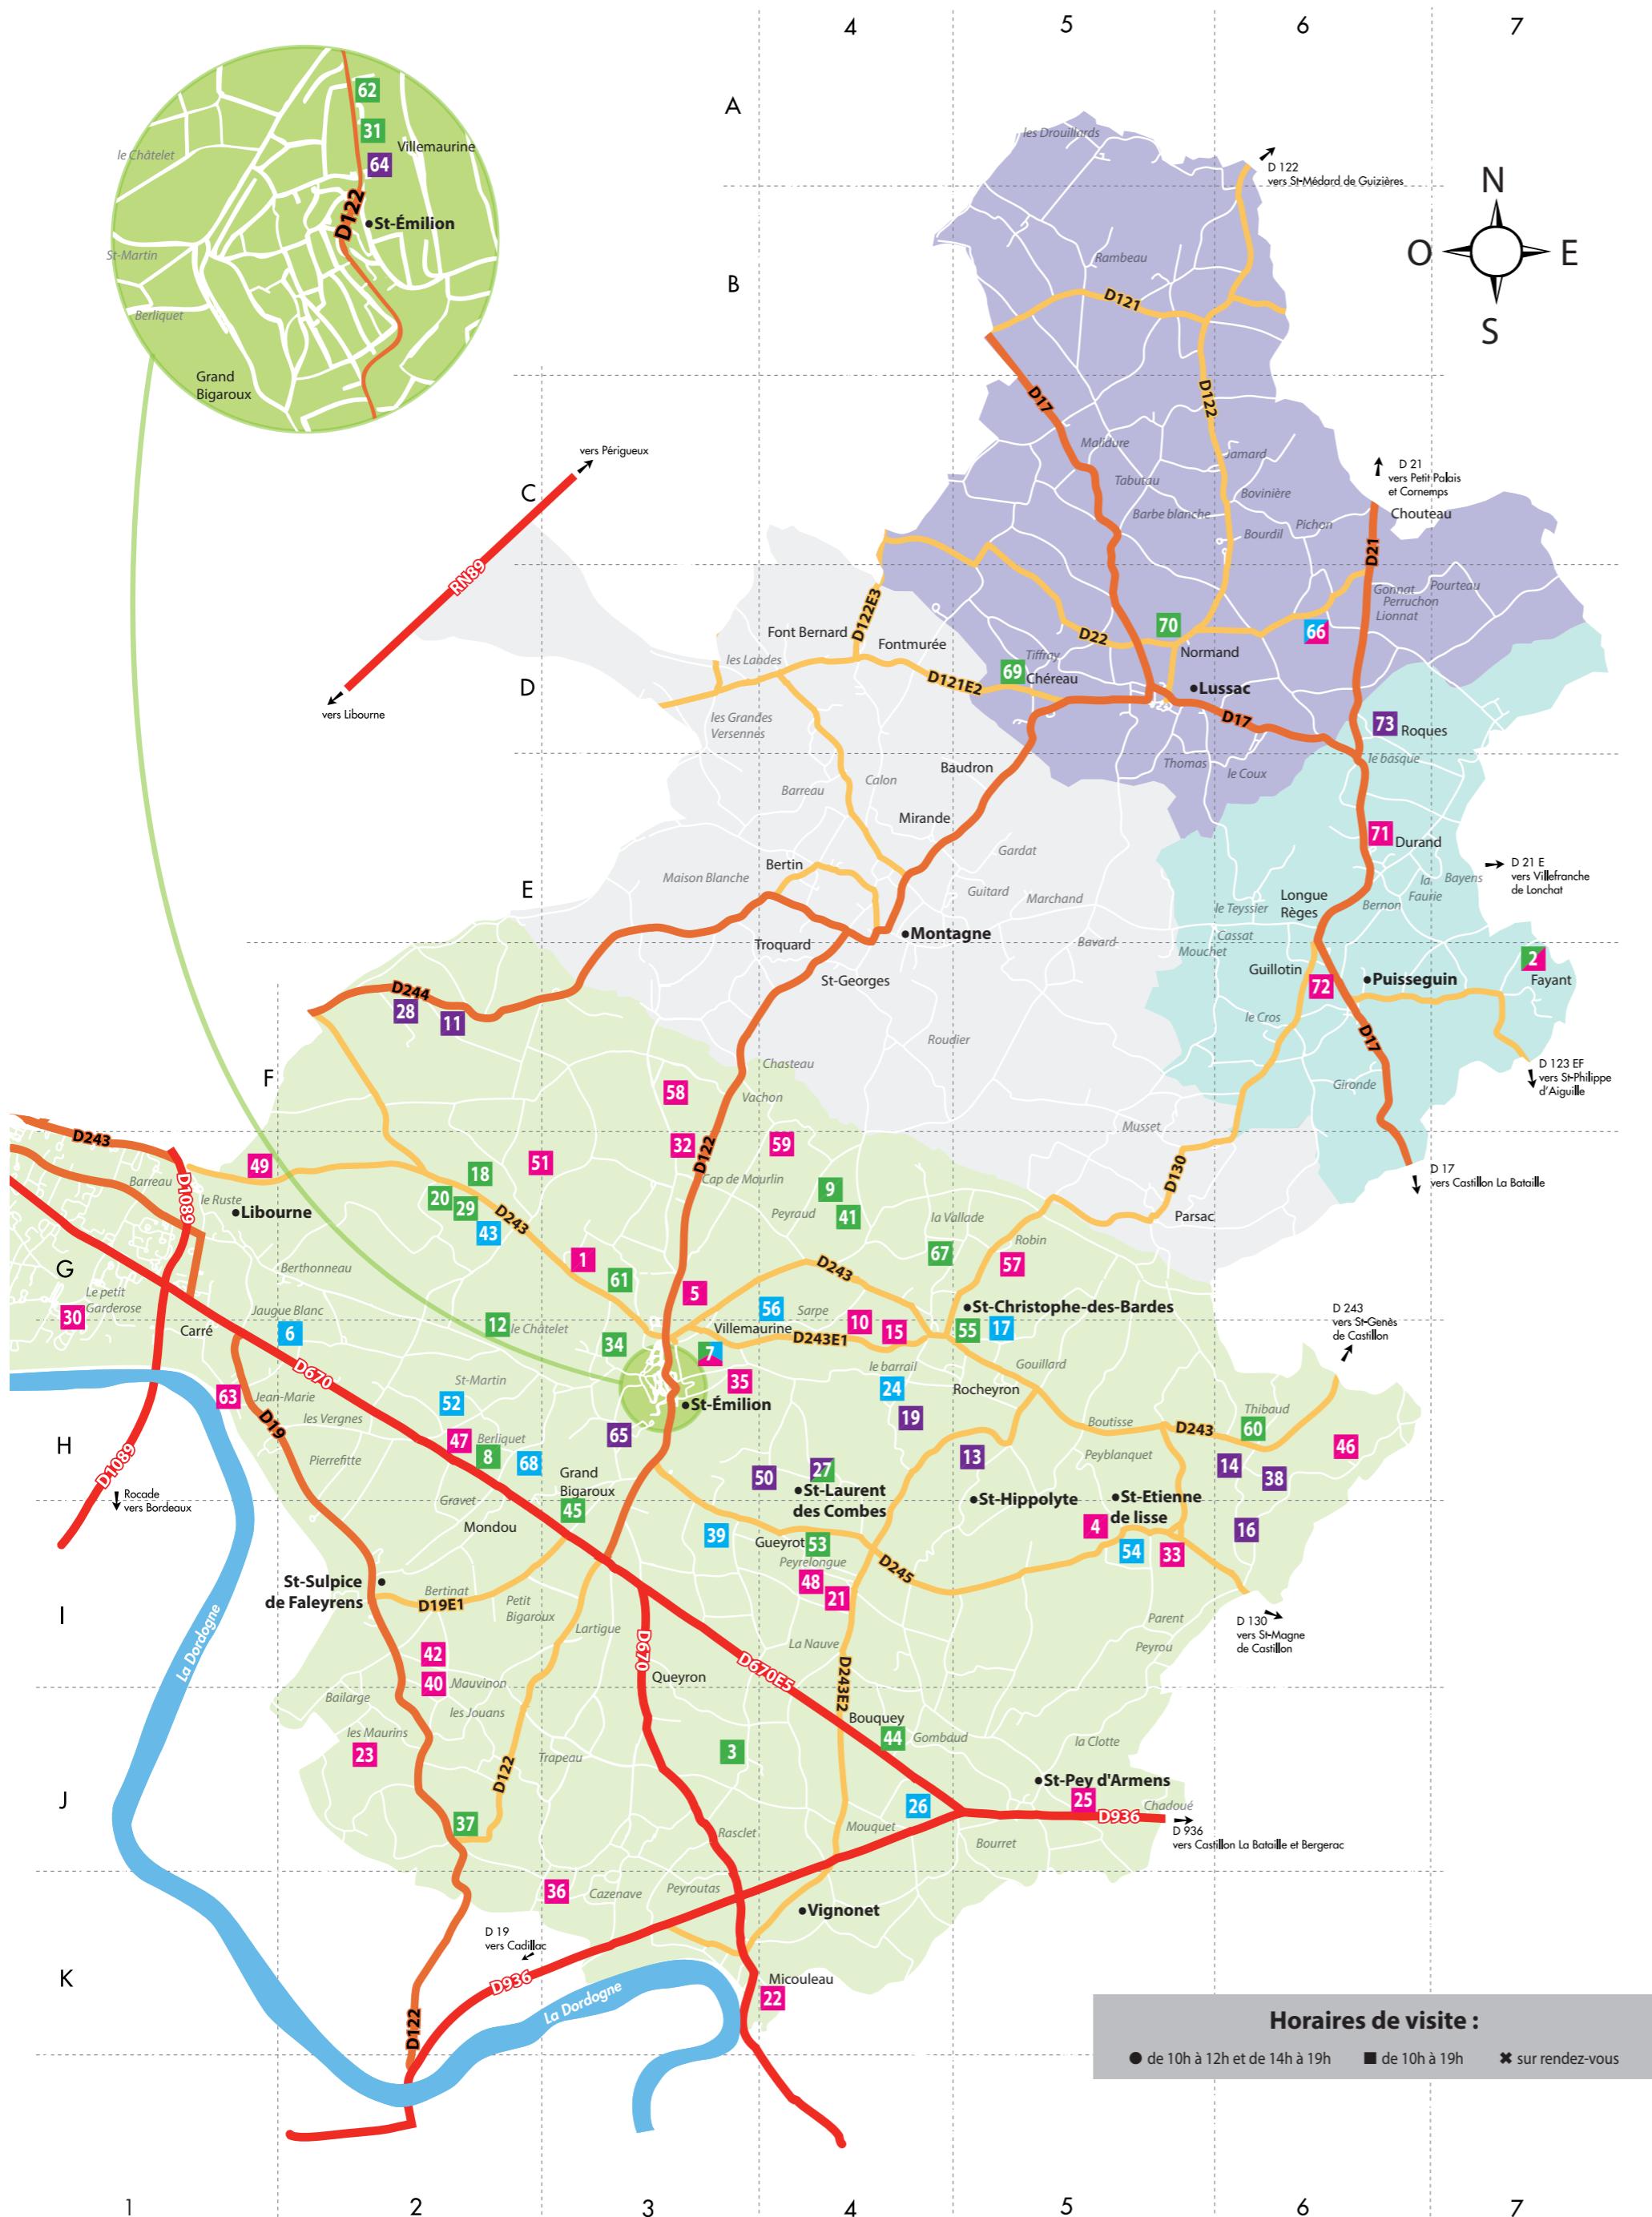 4
5
6
7
A
62
31
Villemaurine
64
le Châtelet
D122
St-Émilion
St-Martin
Berliquet
Grand
Bigaroux
les Drouillards
D 122
vers St-Médard de Guizières
N
O
E
S
B
Rambeau
D121
D17
D122
vers Périgueux
C
RN89
vers Libourne
Malidure
Tabutau
Barbe blanche
Jamard
Bovinière
Bourdil
Pichon
D 21
vers Petit Palais
et Cornemps
Chouteau
D21
Gonnat
Pourteau
Perruchon
Lionnat
D122E3
Font Bernard
Fontmurée
les Landes
D22
70
66
Normand
Tiffray
69
Chéreau
D
D121E2
Lussac
D17
les Grandes
Versennes
73
Roques
le basque
Thomas
le Coux
Baudron
Calon
Barreau
Mirande
71
Durand
Gardat
Bertin
Maison Blanche
D 21 E
vers Villefranche
de Lonchat
la
Faurie
Bayens
E
Guitard
Marchand
Longue
Règes
Bernon
le Teyssier
Montagne
Cassat
Mouchet
Bavard
Troquard
St-Georges
Guillotin
72
Puisseguin
2
Fayant
D244
28
11
le Cros
D17
Roudier
Chasteau
F
58
Vachon
Gironde
D 123 EF
vers St-Philippe
d'Aiguille
D243
Musset
32
59
D122
49
18
51
Barreau
D1089
le Ruste
Libourne
20
29
43
D243
Cap de Mourlin
9
Peyraud
41
la Vallade
D130
Parsac
D 17
vers Castillon La Bataille
67
Robin
57
1
61
Berthonneau
G
D243
5
Le petit
Garderose
30
Jaugue Blanc
56
Sarpe
10
St-Christophe-des-Bardes
D 243
vers St-Genès
de Castillon
Carré
6
12
le Châtelet
34
Villemaurine
D243E1
15
55
17
7
35
le barrail
24
Gouillard
Rocheyron
D670
63
Jean-Marie
les Vergnes
St-Martin
52
St-Émilion
19
Thibaud
60
Boutisse
D243
D19
H
47
Berliquet
8
68
65
Pierrefitte
D1089
Rocade
vers Bordeaux
Grand
Bigaroux
50
27
13
Peyblanquet
14
38
46
St-Laurent
des Combes
St-Hippolyte
St-Etienne
de lisse
Gravet
45
Mondou
39
Gueyrot
53
Peyrelongue
4
54
33
16
D245
St-Sulpice
de Faleyrens
Bertinat
D19E1
Petit
Bigaroux
48
21
I
Lartigue
Parent
D 130
vers St-Magne
de Castillon
La Dordogne
La Nauve
Peyrou
42
40
Mauvinon
D670
Queyron
D670E5
D243E2
Bailarge
les Jouans
Bouquey
44
Gombaud
les Maurins
23
Trapeau
3
la Clotte
D122
St-Pey d'Armens
J
25
Chadoué
26
D936
D 936
vers Castillon La Bataille et Bergerac
37
Rasclet
Mouquet
Bourret
36
Cazenave
Peyroutas
Vignonet
D 19
vers Cadillac
K
D936
La Dordogne
Micouleau
22
D122
Horaires de visite :
● de 10h à 12h et de 14h à 19h ■ de 10h à 19h ✖ sur rendez-vous
1
2
3
4
5
6
7